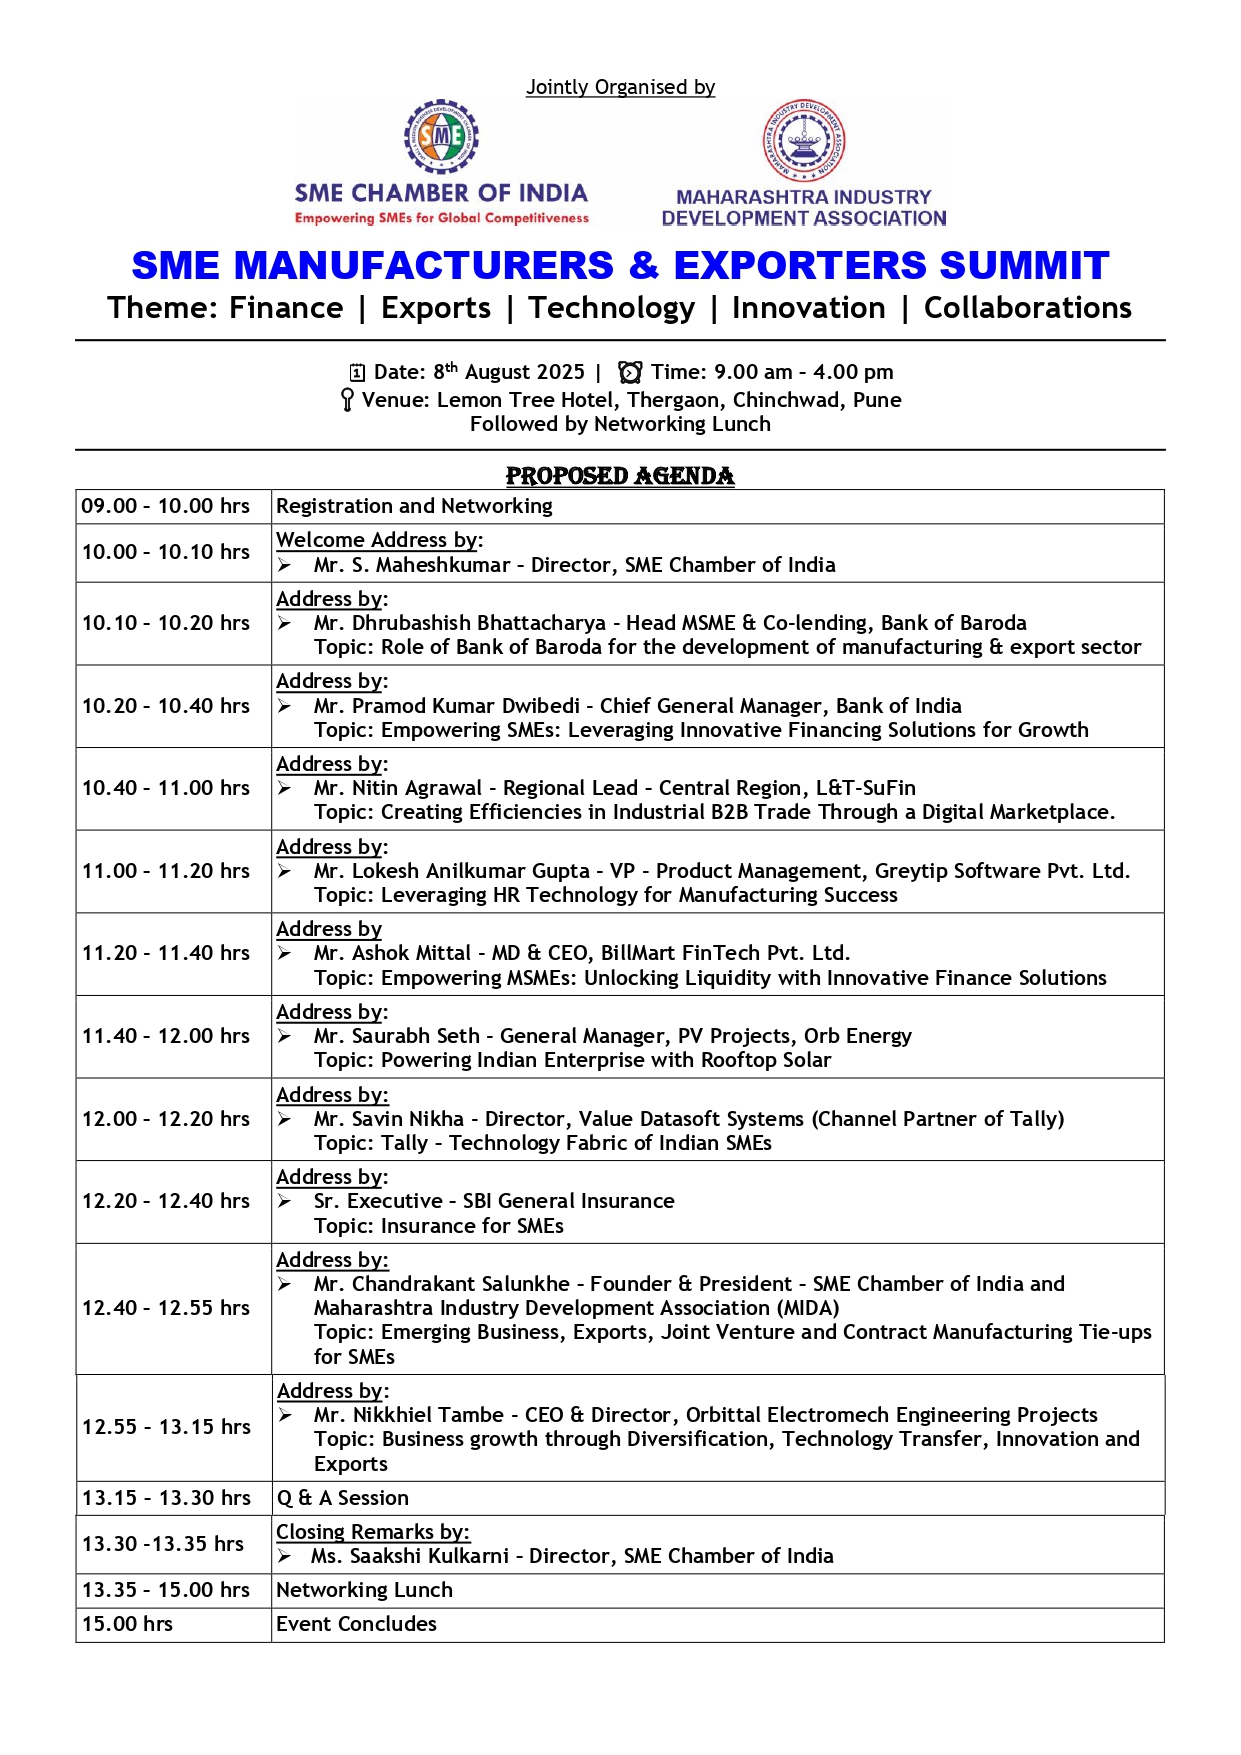 Jointly Organised by
SME
SME CHAMBER OF INDIA
Empowering SMEs for Global Competitiveness
MAHARASHTRA INDUSTRY DEVELOPMENT ASSOCIATION
MAHARASHTRA INDUSTRY
DEVELOPMENT ASSOCIATION
SME MANUFACTURERS & EXPORTERS SUMMIT
Theme: Finance | Exports | Technology | Innovation | Collaborations
Date: 8th August 2025 | Time: 9.00 am – 4.00 pm
Venue: Lemon Tree Hotel, Thergaon, Chinchwad, Pune
Followed by Networking Lunch
PROPOSED AGENDA
09.00 – 10.00 hrs Registration and Networking
10.00 – 10.10 hrs
Welcome Address by:
➢ Mr. S. Maheshkumar – Director, SME Chamber of India
10.10 – 10.20 hrs
Address by:
➢ Mr. Dhrubashish Bhattacharya - Head MSME & Co-lending, Bank of Baroda
Topic: Role of Bank of Baroda for the development of manufacturing & export sector
10.20 – 10.40 hrs
Address by:
➢ Mr. Pramod Kumar Dwibedi – Chief General Manager, Bank of India
Topic: Empowering SMEs: Leveraging Innovative Financing Solutions for Growth
10.40 – 11.00 hrs
Address by:
➢ Mr. Nitin Agrawal - Regional Lead – Central Region, L&T-SuFin
Topic: Creating Efficiencies in Industrial B2B Trade Through a Digital Marketplace.
11.00 – 11.20 hrs
Address by:
➢ Mr. Lokesh Anilkumar Gupta - VP - Product Management, Greytip Software Pvt. Ltd.
Topic: Leveraging HR Technology for Manufacturing Success
11.20 – 11.40 hrs
Address by
➢ Mr. Ashok Mittal - MD & CEO, BillMart FinTech Pvt. Ltd.
Topic: Empowering MSMEs: Unlocking Liquidity with Innovative Finance Solutions
11.40 – 12.00 hrs
Address by:
➢ Mr. Saurabh Seth - General Manager, PV Projects, Orb Energy
Topic: Powering Indian Enterprise with Rooftop Solar
12.00 – 12.20 hrs
Address by:
➢ Mr. Savin Nikha - Director, Value Datasoft Systems (Channel Partner of Tally)
Topic: Tally – Technology Fabric of Indian SMEs
12.20 – 12.40 hrs
Address by:
➢ Sr. Executive – SBI General Insurance
Topic: Insurance for SMEs
12.40 – 12.55 hrs
Address by:
➢ Mr. Chandrakant Salunkhe – Founder & President – SME Chamber of India and
Maharashtra Industry Development Association (MIDA)
Topic: Emerging Business, Exports, Joint Venture and Contract Manufacturing Tie-ups
for SMEs
12.55 – 13.15 hrs
Address by:
➢ Mr. Nikkhiel Tambe - CEO & Director, Orbittal Electromech Engineering Projects
Topic: Business growth through Diversification, Technology Transfer, Innovation and
Exports
13.15 – 13.30 hrs Q & A Session
13.30 -13.35 hrs
Closing Remarks by:
➢ Ms. Saakshi Kulkarni – Director, SME Chamber of India
13.35 – 15.00 hrs Networking Lunch
15.00 hrs Event Concludes